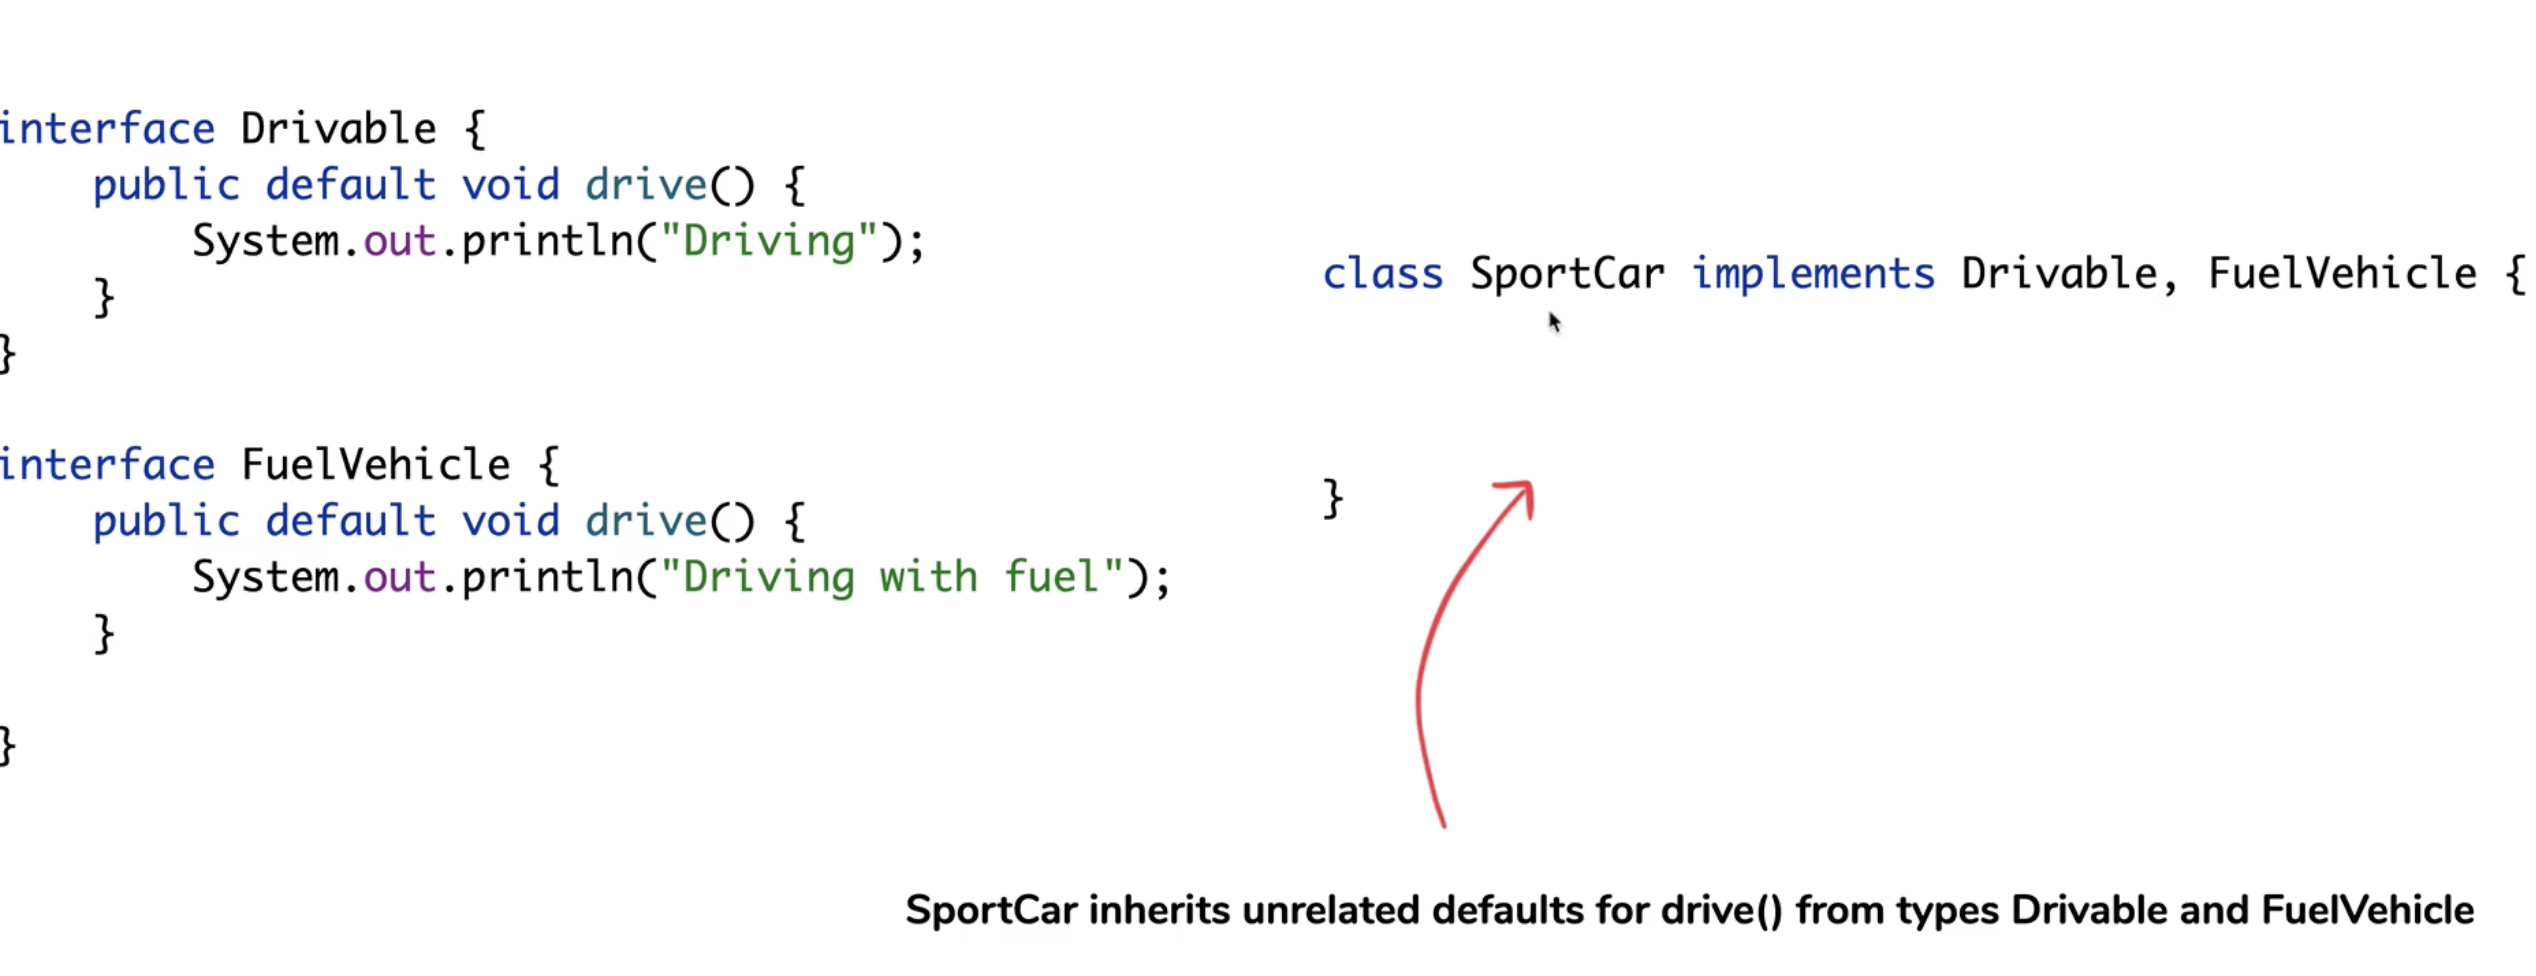 interface Drivable {
    public default void drive() {
        System.out.println("Driving");
    }
}
interface FuelVehicle {
    public default void drive() {
        System.out.println("Driving with fuel");
    }
}
class SportCar implements Drivable, FuelVehicle {
}
SportCar inherits unrelated defaults for drive() from types Drivable and FuelVehicle